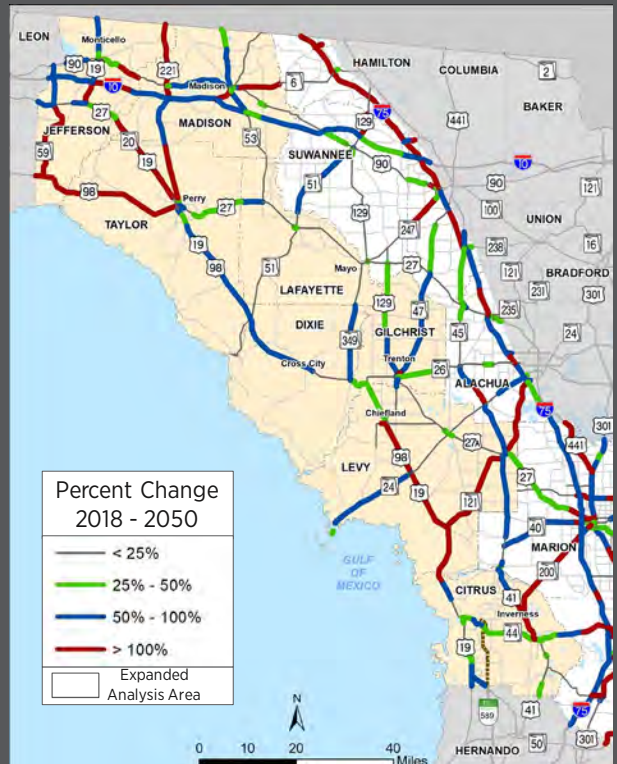 LEON
Monticello
HAMILTON
COLUMBIA
90
19
221
10
Madison
6
2
BAKER
75
441
129
27
JEFFERSON
MADISON
53
SUWANNEE
10
20
59
19
51
90
90
121
100
UNION
98
129
Perry
27
247
16
TAYLOR
238
19
27
121
BRADFORD
51
Mayo
98
231
301
LAFAYETTE
129
47
235
DIXIE
GILCHRIST
45
24
349
Trenton
Cross City
26
ALACHUA
75
Chiefland
301
441
27A
98
LEVY
27
24
19
121
40
MARION
GULF
OF
MEXICO
200
CITRUS
41
Inverness
44
19
41
589
75
301
HERNANDO
50
Percent Change
2018 - 2050
< 25%
25% - 50%
50% - 100%
> 100%
Expanded
Analysis Area
N
0 20 40
Miles